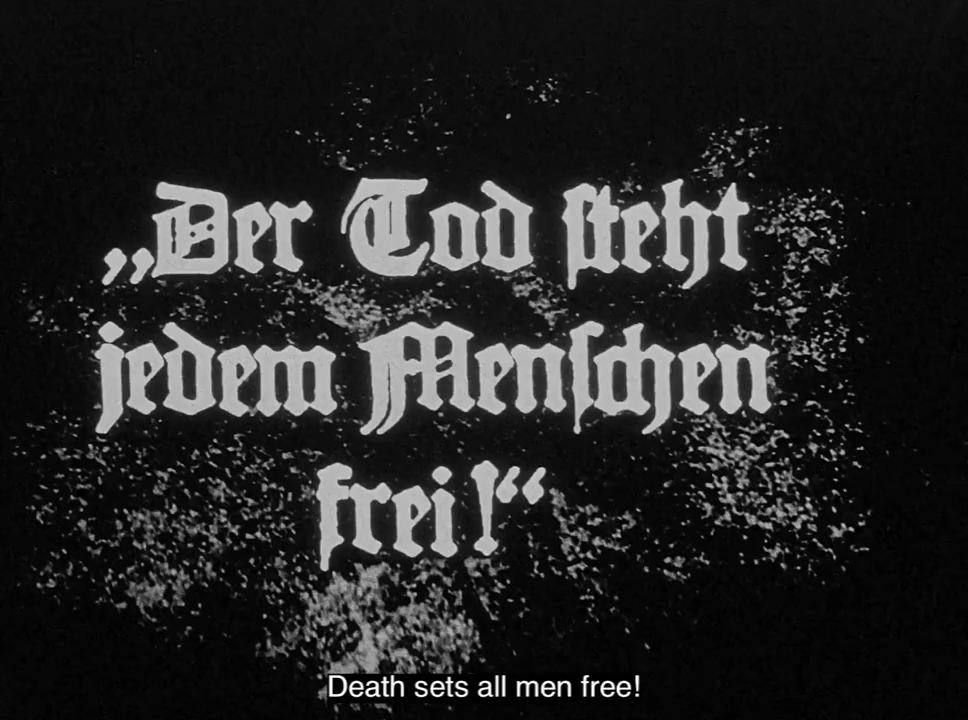 „Der Tod ſteht
jedem Menſchen
frei!“
Death sets all men free!